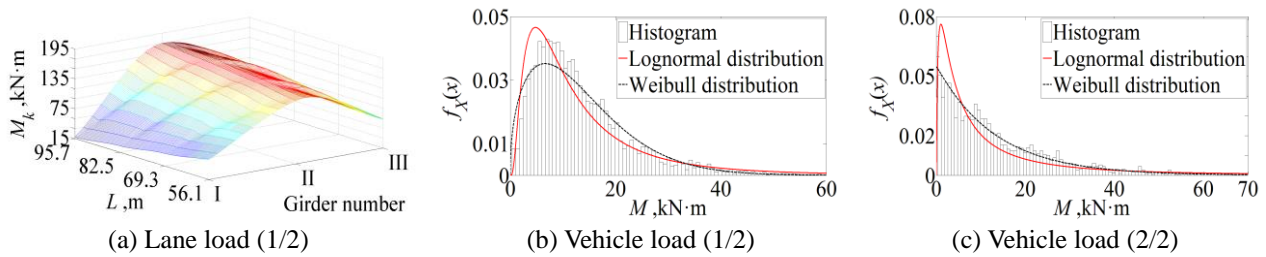 195
135
75
15
M_k ,kN·m
95.7
82.5
69.3
56.1
L ,m
I
II
III
Girder number
(a) Lane load (1/2)
0.05
0.03
0.01
0
f_X(x)
Histogram
Lognormal distribution
Weibull distribution
0 20 40 60
M ,kN·m
(b) Vehicle load (1/2)
0.08
0.05
0.02
0
f_X(x)
Histogram
Lognormal distribution
Weibull distribution
0 10 20 30 40 50 60 70
M ,kN·m
(c) Vehicle load (2/2)